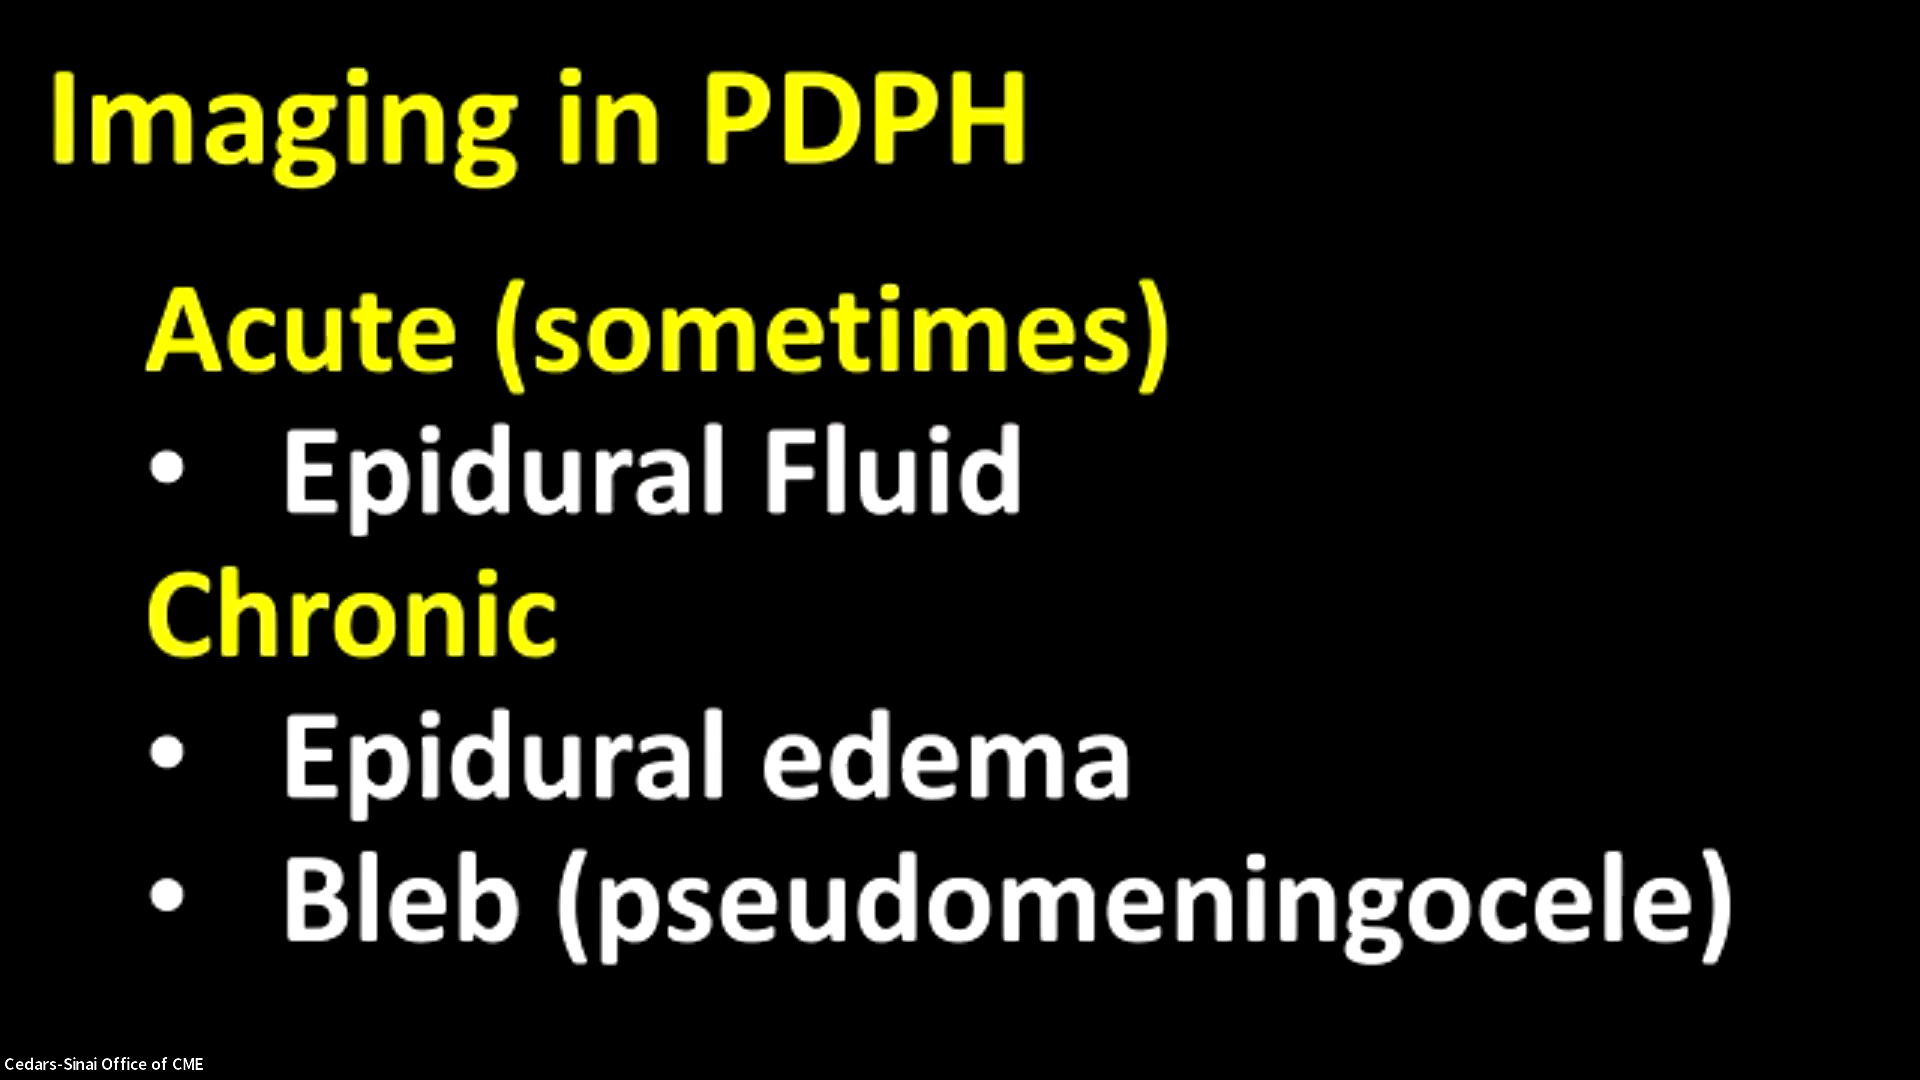 Imaging in PDPH
Acute (sometimes)
• Epidural Fluid
Chronic
• Epidural edema
• Bleb (pseudomeningocele)
Cedars-Sinai Office of CME